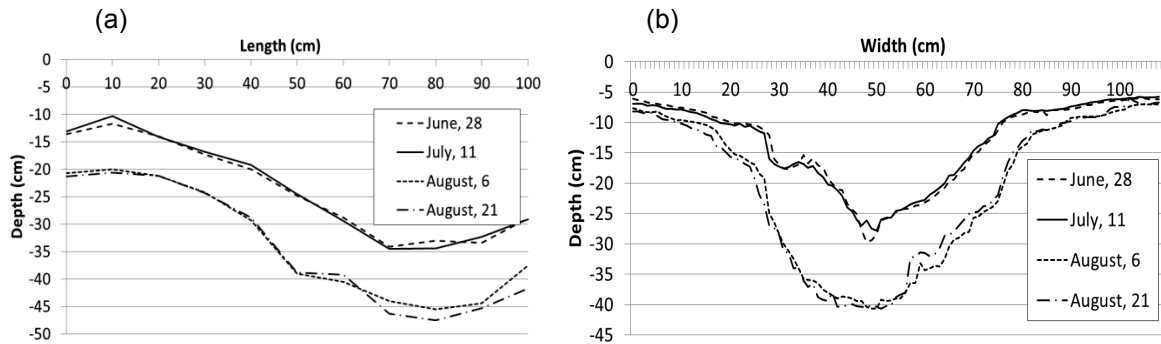 (a)
Length (cm)
0
0 10 20 30 40 50 60 70 80 90 100
-5
-10
-15
-20
-25
-30
-35
-40
-45
-50
Depth (cm)
June, 28
July, 11
August, 6
August, 21
(b)
Width (cm)
0
0 10 20 30 40 50 60 70 80 90 100
-5
-10
-15
-20
-25
-30
-35
-40
-45
Depth (cm)
June, 28
July, 11
August, 6
August, 21